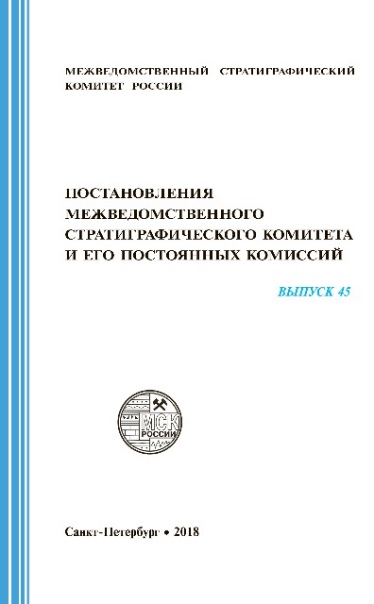 МЕЖВЕДОМСТВЕННЫЙ СТРАТИГРАФИЧЕСКИЙ
КОМИТЕТ РОССИИ
ПОСТАНОВЛЕНИЯ
МЕЖВЕДОМСТВЕННОГО
СТРАТИГРАФИЧЕСКОГО КОМИТЕТА
И ЕГО ПОСТОЯННЫХ КОМИССИЙ
ВЫПУСК 45
МСК
РОССИИ
Санкт-Петербург • 2018